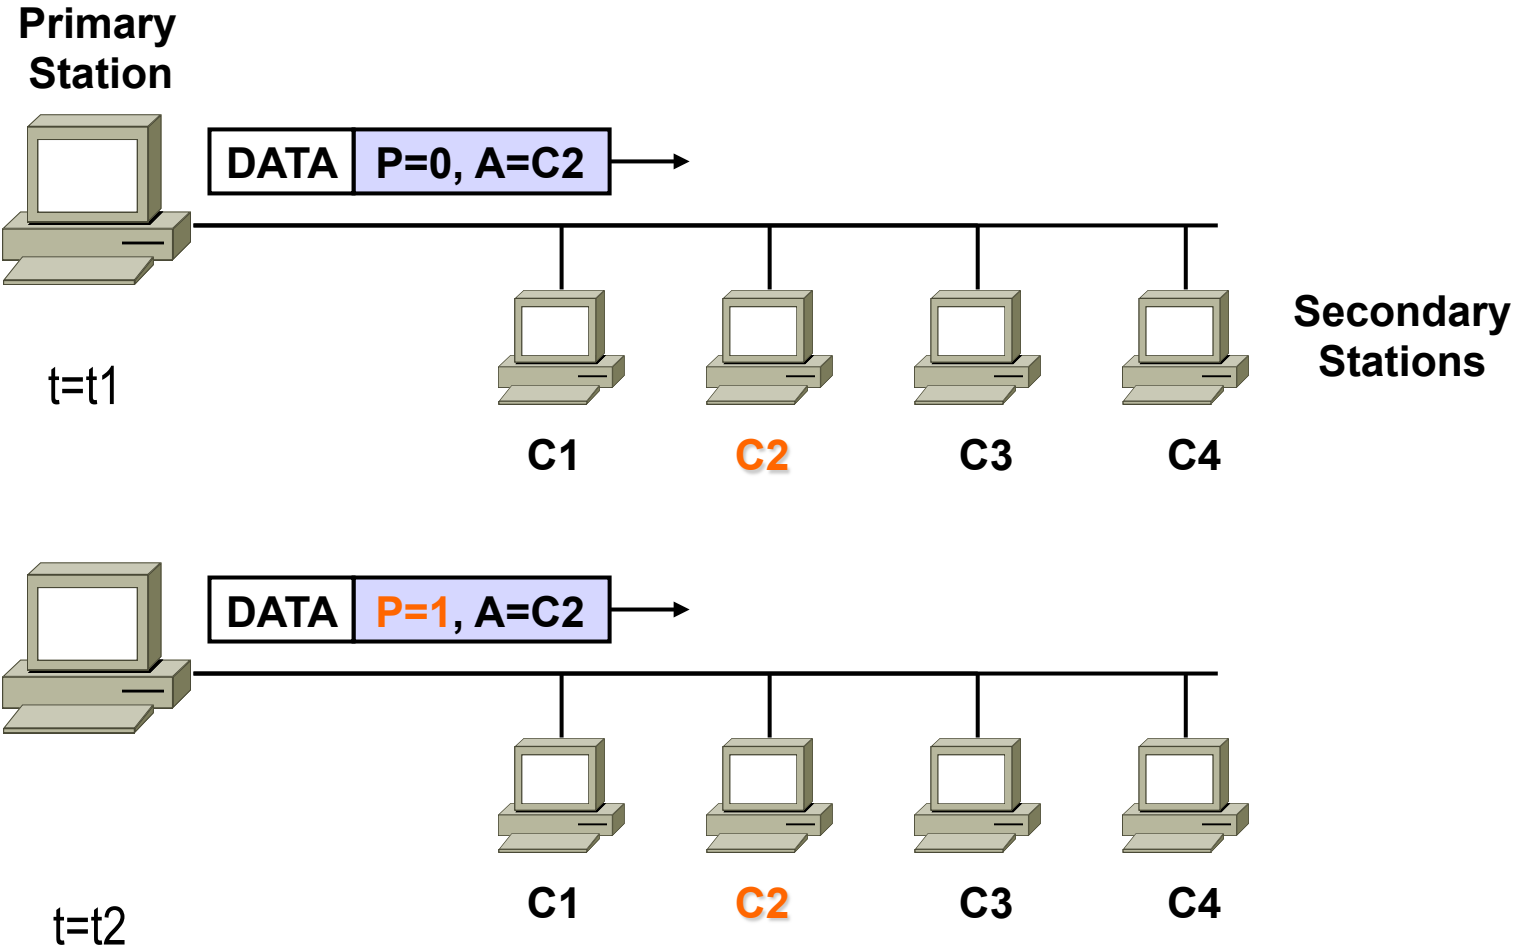 Primary
Station
DATA P=0, A=C2
Secondary
Stations
t=t1
C1 C2 C3 C4
DATA P=1, A=C2
C1 C2 C3 C4
t=t2